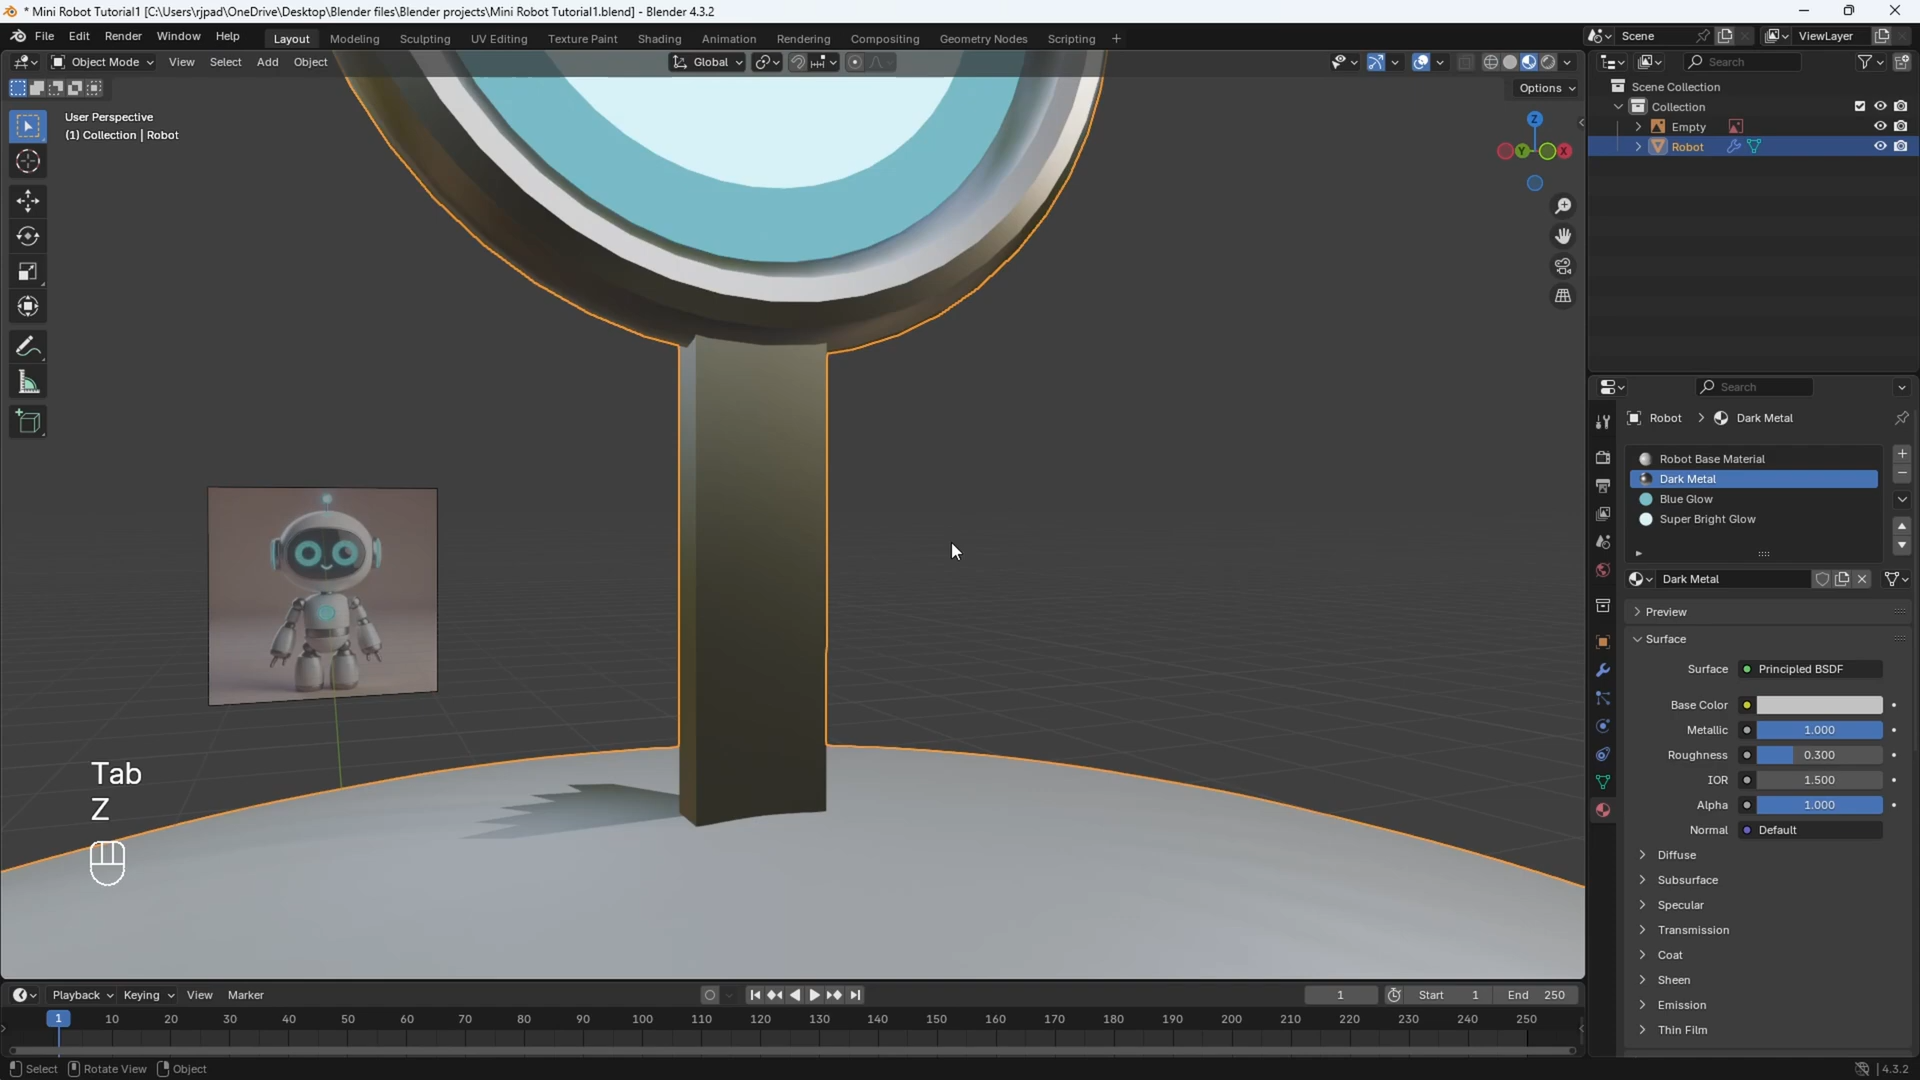 * Mini Robot Tutorial1 [C:\Users\rjpad\OneDrive\Desktop\Blender files\Blender projects\Mini Robot Tutorial1.blend] - Blender 4.3.2
File Edit Render Window Help Layout Modeling Sculpting UV Editing Texture Paint Shading Animation Rendering Compositing Geometry Nodes Scripting + Scene ViewLayer
Object Mode View Select Add Object Global Search
Options
User Perspective
(1) Collection | Robot
Z
Y
X
Scene Collection
Collection
Empty
Robot
Search
Robot > Dark Metal
Robot Base Material
Dark Metal
Blue Glow
Super Bright Glow
Dark Metal
Preview
Surface
Surface Principled BSDF
Base Color
Metallic 1.000
Roughness 0.300
IOR 1.500
Alpha 1.000
Normal Default
Diffuse
Subsurface
Specular
Transmission
Coat
Sheen
Emission
Thin Film
Tab
Z
Playback Keying View Marker 1 Start 1 End 250
1 10 20 30 40 50 60 70 80 90 100 110 120 130 140 150 160 170 180 190 200 210 220 230 240 250
Select Rotate View Object 4.3.2